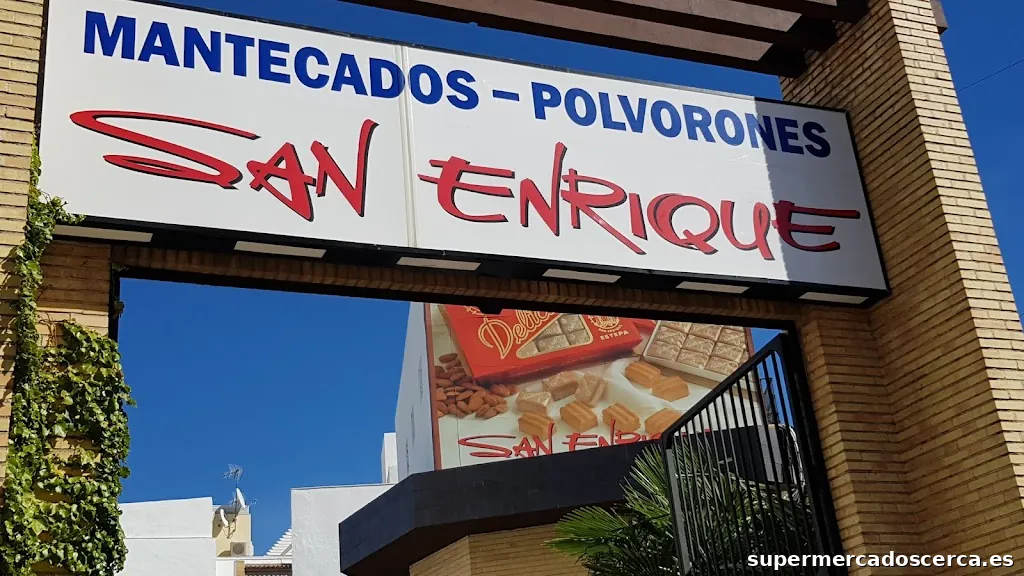 MANTECADOS – POLVORONES
SAN ENRIQUE
ESTEPA
SAN ENRIQUE
supermercadoscerca.es